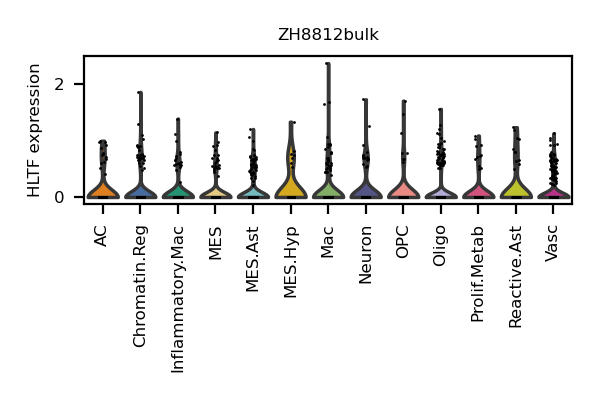 ZH8812bulk
HLTF expression
2
0
AC
Chromatin.Reg
Inflammatory.Mac
MES
MES.Ast
MES.Hyp
Mac
Neuron
OPC
Oligo
Prolif.Metab
Reactive.Ast
Vasc